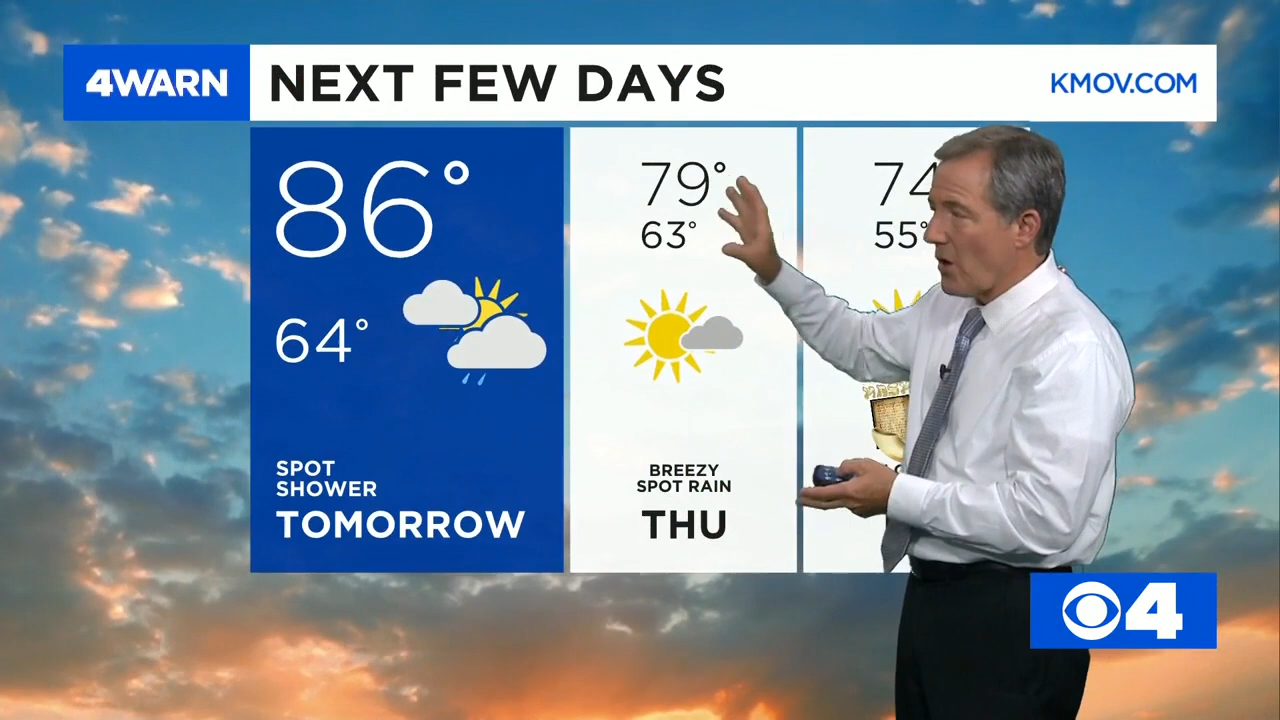 4WARN
NEXT FEW DAYS
KMOV.COM
86°
64°
SPOT
SHOWER
TOMORROW
79°
63°
BREEZY
SPOT RAIN
THU
74
55°
4